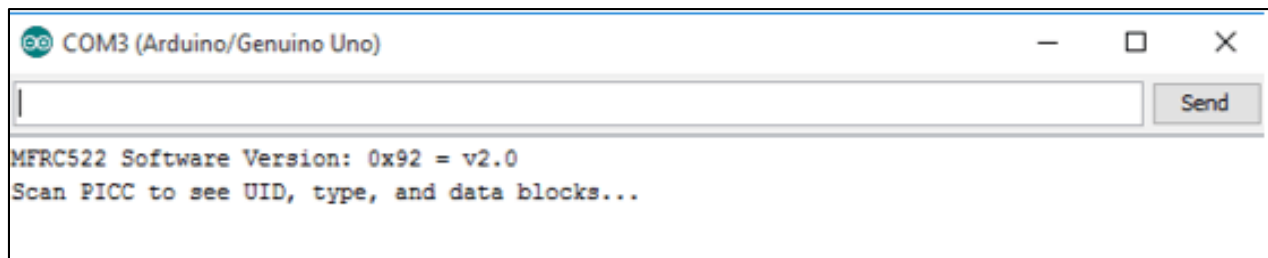 COM3 (Arduino/Genuino Uno)
Send
MFRC522 Software Version: 0x92 = v2.0
Scan PICC to see UID, type, and data blocks...